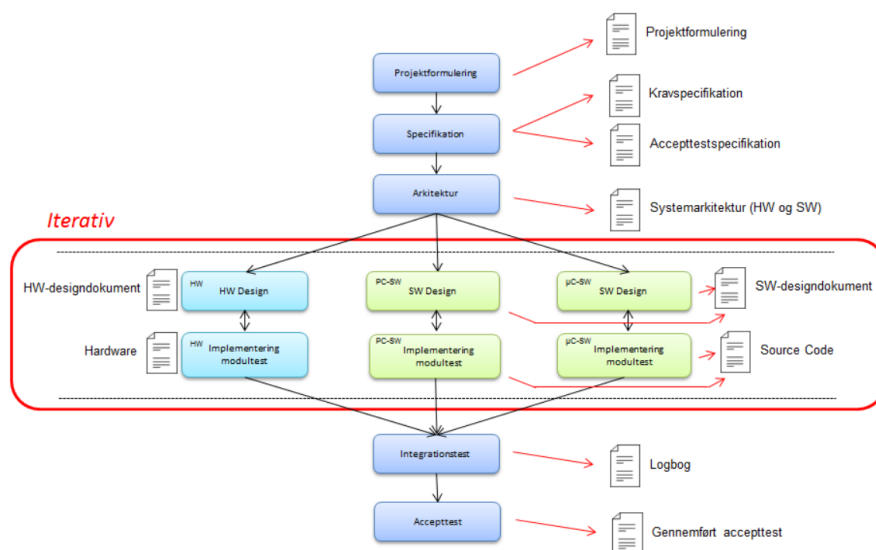 Projektformulering
Projektformulering
Kravspecifikation
Specifikation
Accepttestspecifikation
Arkitektur
Systemarkitektur (HW og SW)
Iterativ
HW-designdokument
HW
HW Design
PC-SW
SW Design
µC-SW
SW Design
SW-designdokument
Hardware
HW
Implementering
modultest
PC-SW
Implementering
modultest
µC-SW
Implementering
modultest
Source Code
Integrationstest
Logbog
Accepttest
Gennemført accepttest